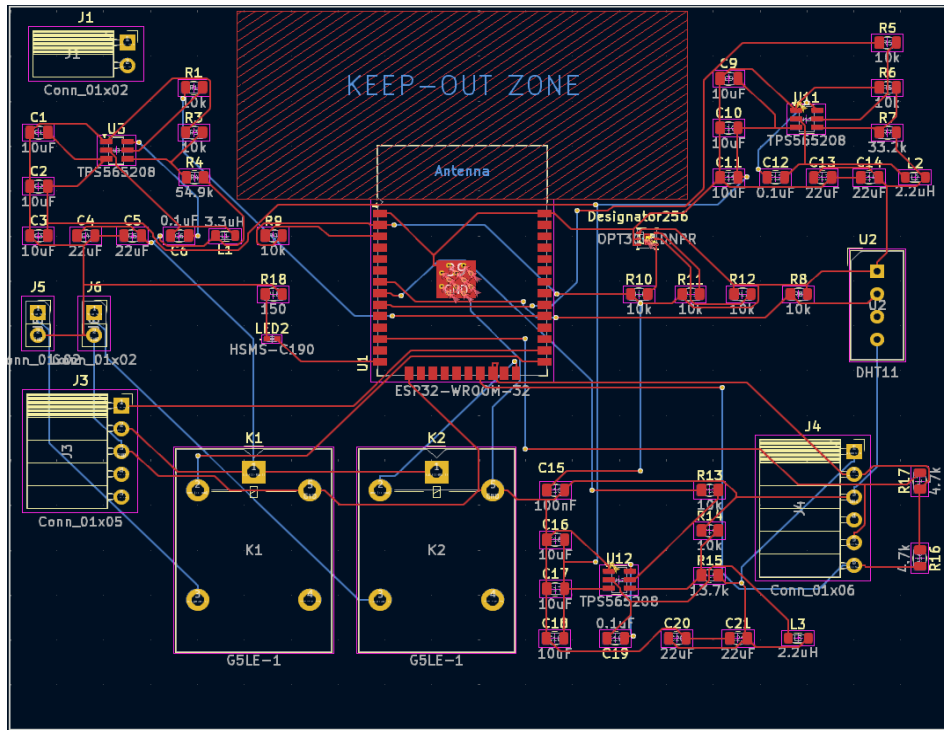 J1
J1
Conn_01x02
KEEP-OUT ZONE
Antenna
R1
10k
R3
10k
R4
54.9k
C1
10uF
C2
10uF
TPS565208
C3
10uF
C4
22uF
C5
22uF
0.1uF
C6
3.3uH
L1
R9
10k
C9
10uF
C10
10uF
C11
10uF
U11
TPS565208
R5
10k
R6
10k
R7
33.2k
C12
0.1uF
C13
22uF
C14
22uF
L2
2.2uH
39
GND
R18
150
LED2
HSMS-C190
U1
ESP32-WROOM-32
R10
10k
R11
10k
R12
10k
R8
10k
U2
U2
DHT11
J5
J6
J3
J3
Conn_01x05
K1
K1
G5LE-1
K2
K2
G5LE-1
C15
100nF
C16
10uF
C17
10uF
C18
10uF
U12
TPS565208
0.1uF
C19
R13
10k
R14
10k
R15
13.7k
C20
22uF
C21
22uF
L3
2.2uH
J4
J4
Conn_01x06
R17
4.7k
R16
4.7k